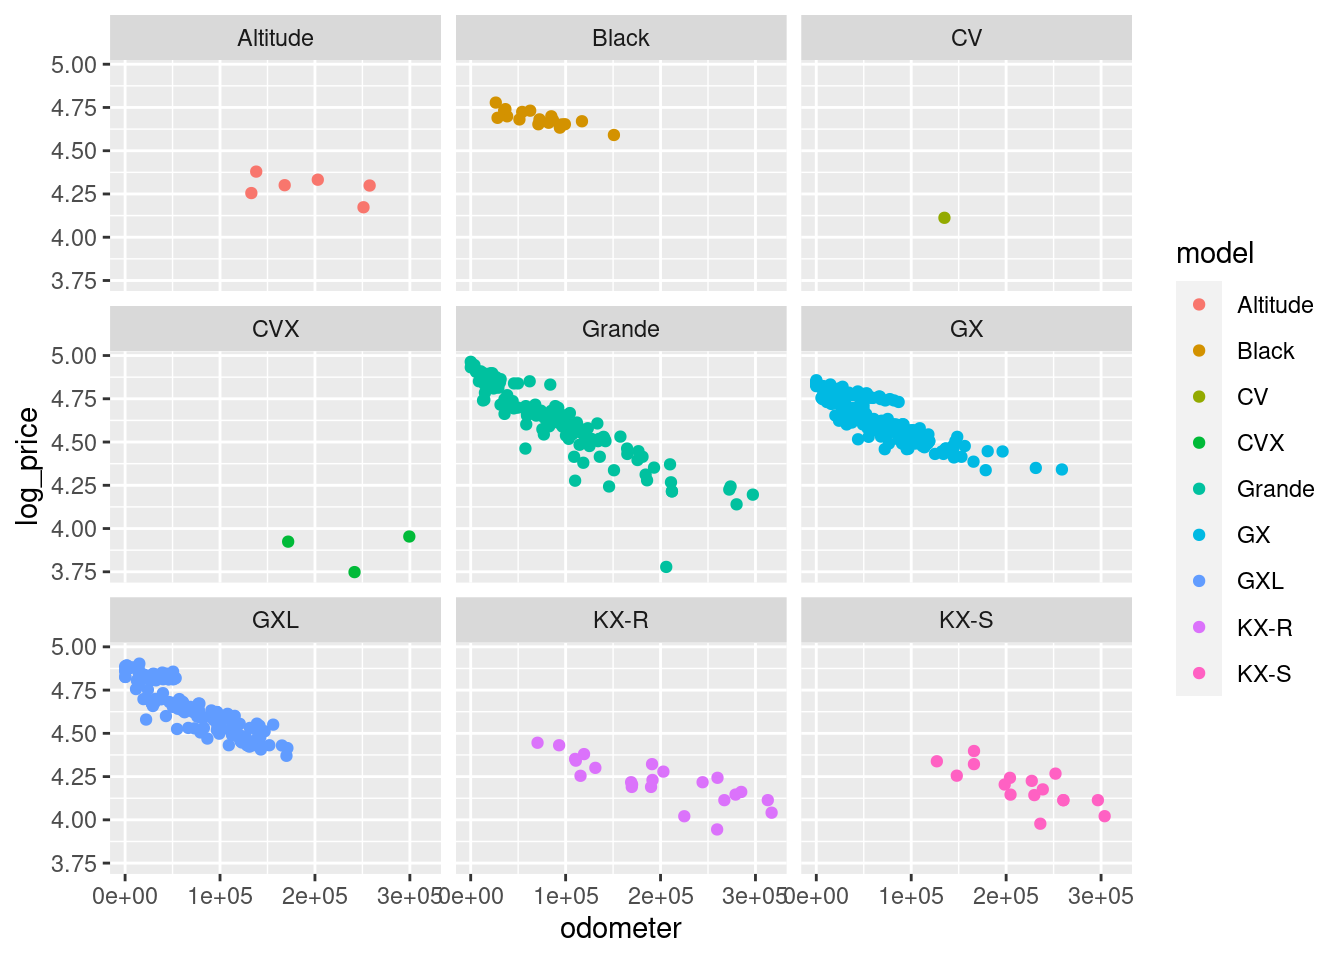 Altitude Black CV
5.00
4.75
4.50
4.25
4.00
3.75
CVX Grande GX
5.00
4.75
4.50
4.25
4.00
3.75
GXL KX-R KX-S
5.00
4.75
4.50
4.25
4.00
3.75
0e+00 1e+05 2e+05 3e+05 0e+00 1e+05 2e+05 3e+05 0e+00 1e+05 2e+05 3e+05
odometer
log_price
model
Altitude
Black
CV
CVX
Grande
GX
GXL
KX-R
KX-S